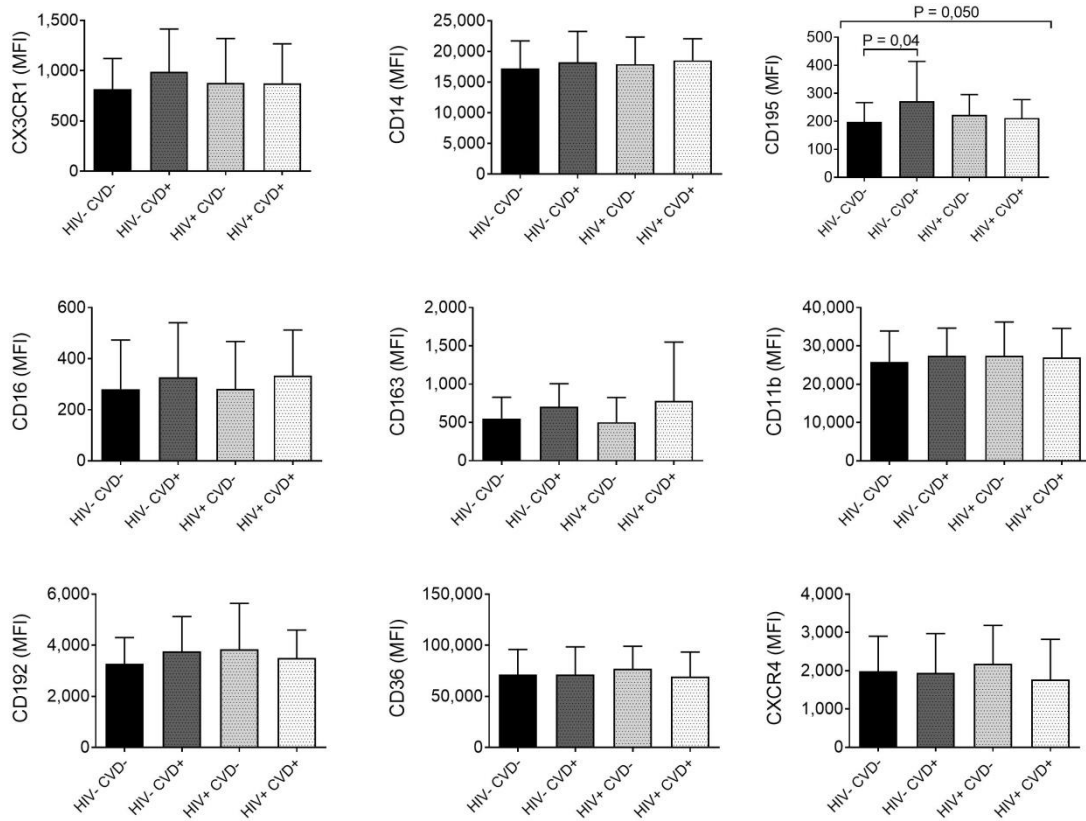 CX3CR1 (MFI)
1,500
1,000
500
0
HIV- CVD-
HIV- CVD+
HIV+ CVD-
HIV+ CVD+
CD14 (MFI)
25,000
20,000
15,000
10,000
5,000
0
HIV- CVD-
HIV- CVD+
HIV+ CVD-
HIV+ CVD+
P = 0,050
P = 0,04
CD195 (MFI)
500
400
300
200
100
0
HIV- CVD-
HIV- CVD+
HIV+ CVD-
HIV+ CVD+
CD16 (MFI)
600
400
200
0
HIV- CVD-
HIV- CVD+
HIV+ CVD-
HIV+ CVD+
CD163 (MFI)
2,000
1,500
1,000
500
0
HIV- CVD-
HIV- CVD+
HIV+ CVD-
HIV+ CVD+
CD11b (MFI)
40,000
30,000
20,000
10,000
0
HIV- CVD-
HIV- CVD+
HIV+ CVD-
HIV+ CVD+
CD192 (MFI)
6,000
4,000
2,000
0
HIV- CVD-
HIV- CVD+
HIV+ CVD-
HIV+ CVD+
CD36 (MFI)
150,000
100,000
50,000
0
HIV- CVD-
HIV- CVD+
HIV+ CVD-
HIV+ CVD+
CXCR4 (MFI)
4,000
3,000
2,000
1,000
0
HIV- CVD-
HIV- CVD+
HIV+ CVD-
HIV+ CVD+